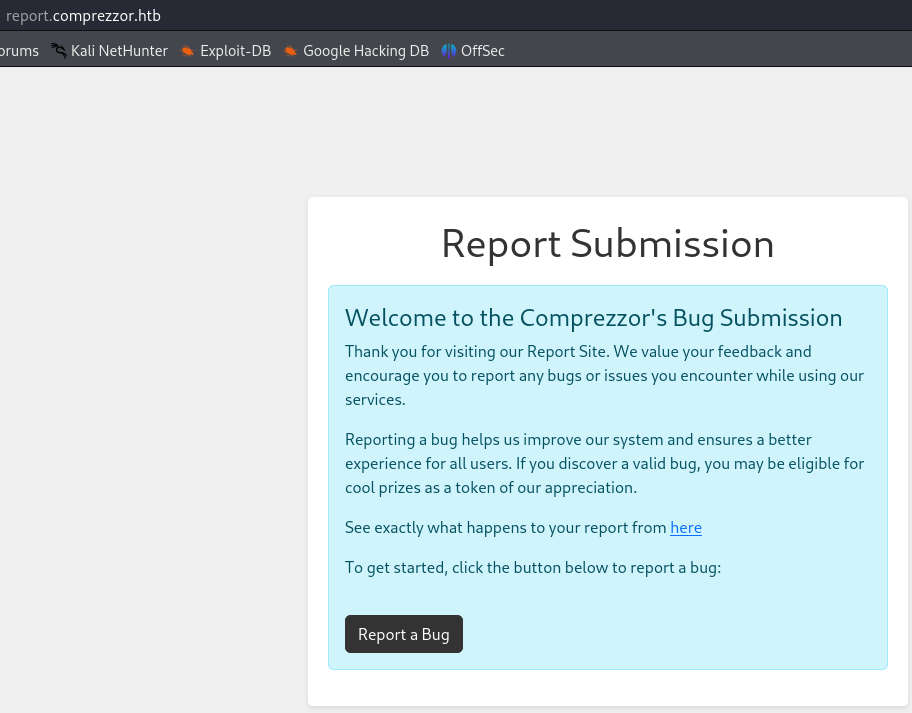 report.comprezzor.htb
orums Kali NetHunter Exploit-DB Google Hacking DB OffSec
Report Submission
Welcome to the Comprezzor's Bug Submission
Thank you for visiting our Report Site. We value your feedback and
encourage you to report any bugs or issues you encounter while using our
services.
Reporting a bug helps us improve our system and ensures a better
experience for all users. If you discover a valid bug, you may be eligible for
cool prizes as a token of our appreciation.
See exactly what happens to your report from here
To get started, click the button below to report a bug:
Report a Bug